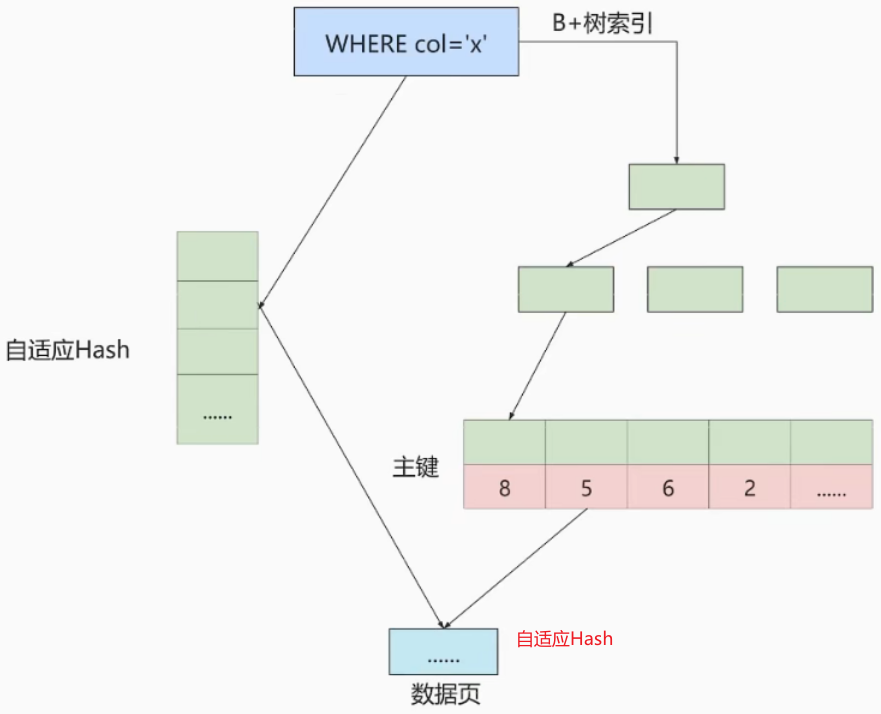 B+树索引
WHERE col='x'
自适应Hash
......
主键
8 5 6 2 ......
自适应Hash
......
数据页